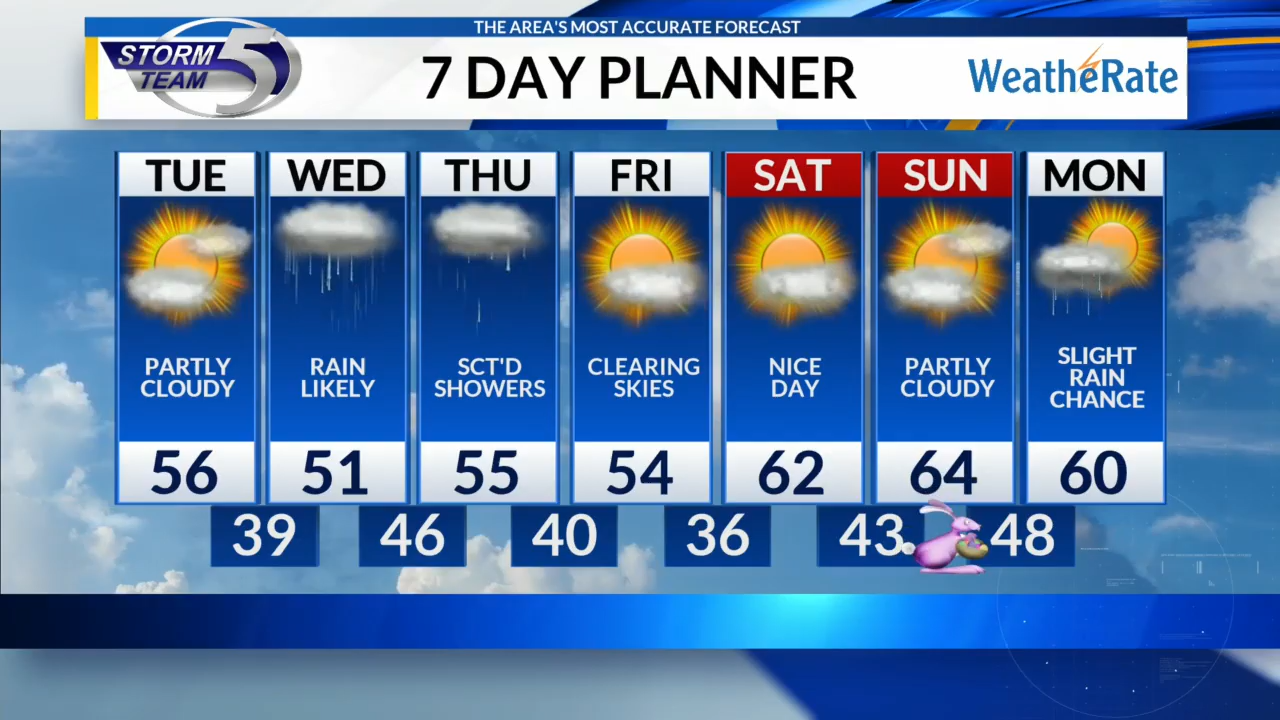 THE AREA'S MOST ACCURATE FORECAST
STORM TEAM 5
7 DAY PLANNER
WeatheRate
TUE WED THU FRI SAT SUN MON
PARTLY CLOUDY
RAIN LIKELY
SCT'D SHOWERS
CLEARING SKIES
NICE DAY
PARTLY CLOUDY
SLIGHT RAIN CHANCE
56 51 55 54 62 64 60
39 46 40 36 43 48